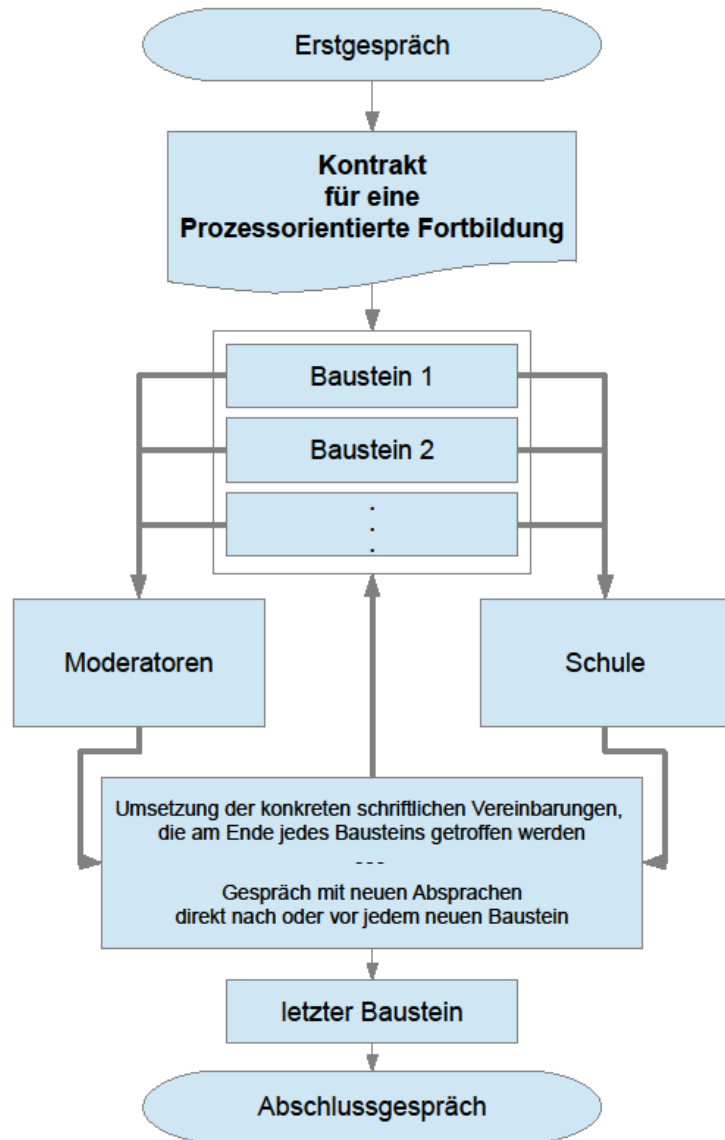 Erstgespräch
Kontrakt
für eine
Prozessorientierte Fortbildung
Baustein 1
Baustein 2
.
.
.
Moderatoren
Schule
Umsetzung der konkreten schriftlichen Vereinbarungen,
die am Ende jedes Bausteins getroffen werden
- - -
Gespräch mit neuen Absprachen
direkt nach oder vor jedem neuen Baustein
letzter Baustein
Abschlussgespräch